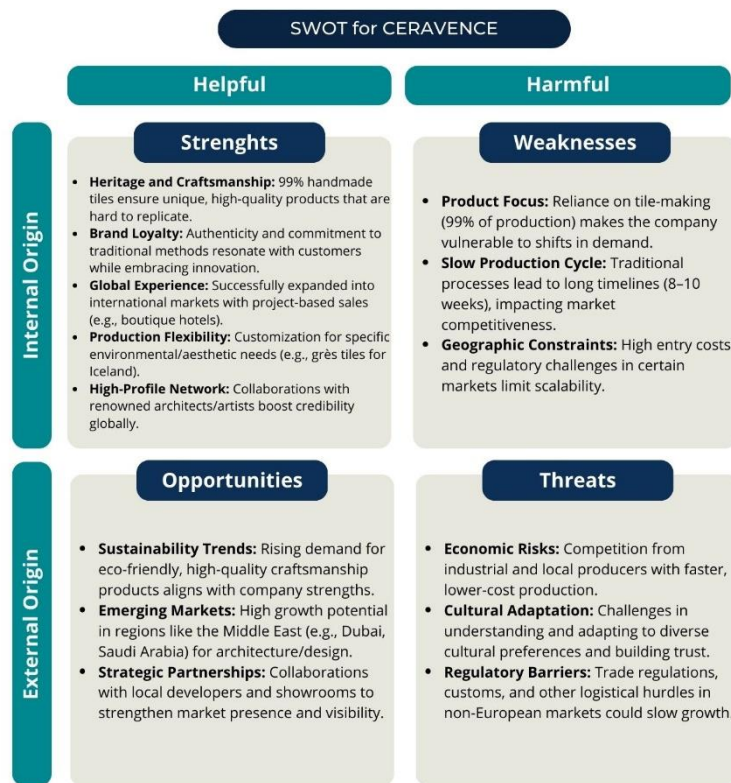 SWOT for CERAVENCE
Helpful
Harmful
Internal Origin
Strenghts
• Heritage and Craftsmanship: 99% handmade
tiles ensure unique, high-quality products that are
hard to replicate.
• Brand Loyalty: Authenticity and commitment to
traditional methods resonate with customers
while embracing innovation.
• Global Experience: Successfully expanded into
international markets with project-based sales
(e.g., boutique hotels).
• Production Flexibility: Customization for specific
environmental/aesthetic needs (e.g., grès tiles for
Iceland).
• High-Profile Network: Collaborations with
renowned architects/artists boost credibility
globally.
Weaknesses
• Product Focus: Reliance on tile-making
(99% of production) makes the company
vulnerable to shifts in demand.
• Slow Production Cycle: Traditional
processes lead to long timelines (8–10
weeks), impacting market
competitiveness.
• Geographic Constraints: High entry costs
and regulatory challenges in certain
markets limit scalability.
External Origin
Opportunities
• Sustainability Trends: Rising demand for
eco-friendly, high-quality craftsmanship
products aligns with company strengths.
• Emerging Markets: High growth potential
in regions like the Middle East (e.g., Dubai,
Saudi Arabia) for architecture/design.
• Strategic Partnerships: Collaborations
with local developers and showrooms to
strengthen market presence and visibility.
Threats
• Economic Risks: Competition from
industrial and local producers with faster,
lower-cost production.
• Cultural Adaptation: Challenges in
understanding and adapting to diverse
cultural preferences and building trust.
• Regulatory Barriers: Trade regulations,
customs, and other logistical hurdles in
non-European markets could slow growth